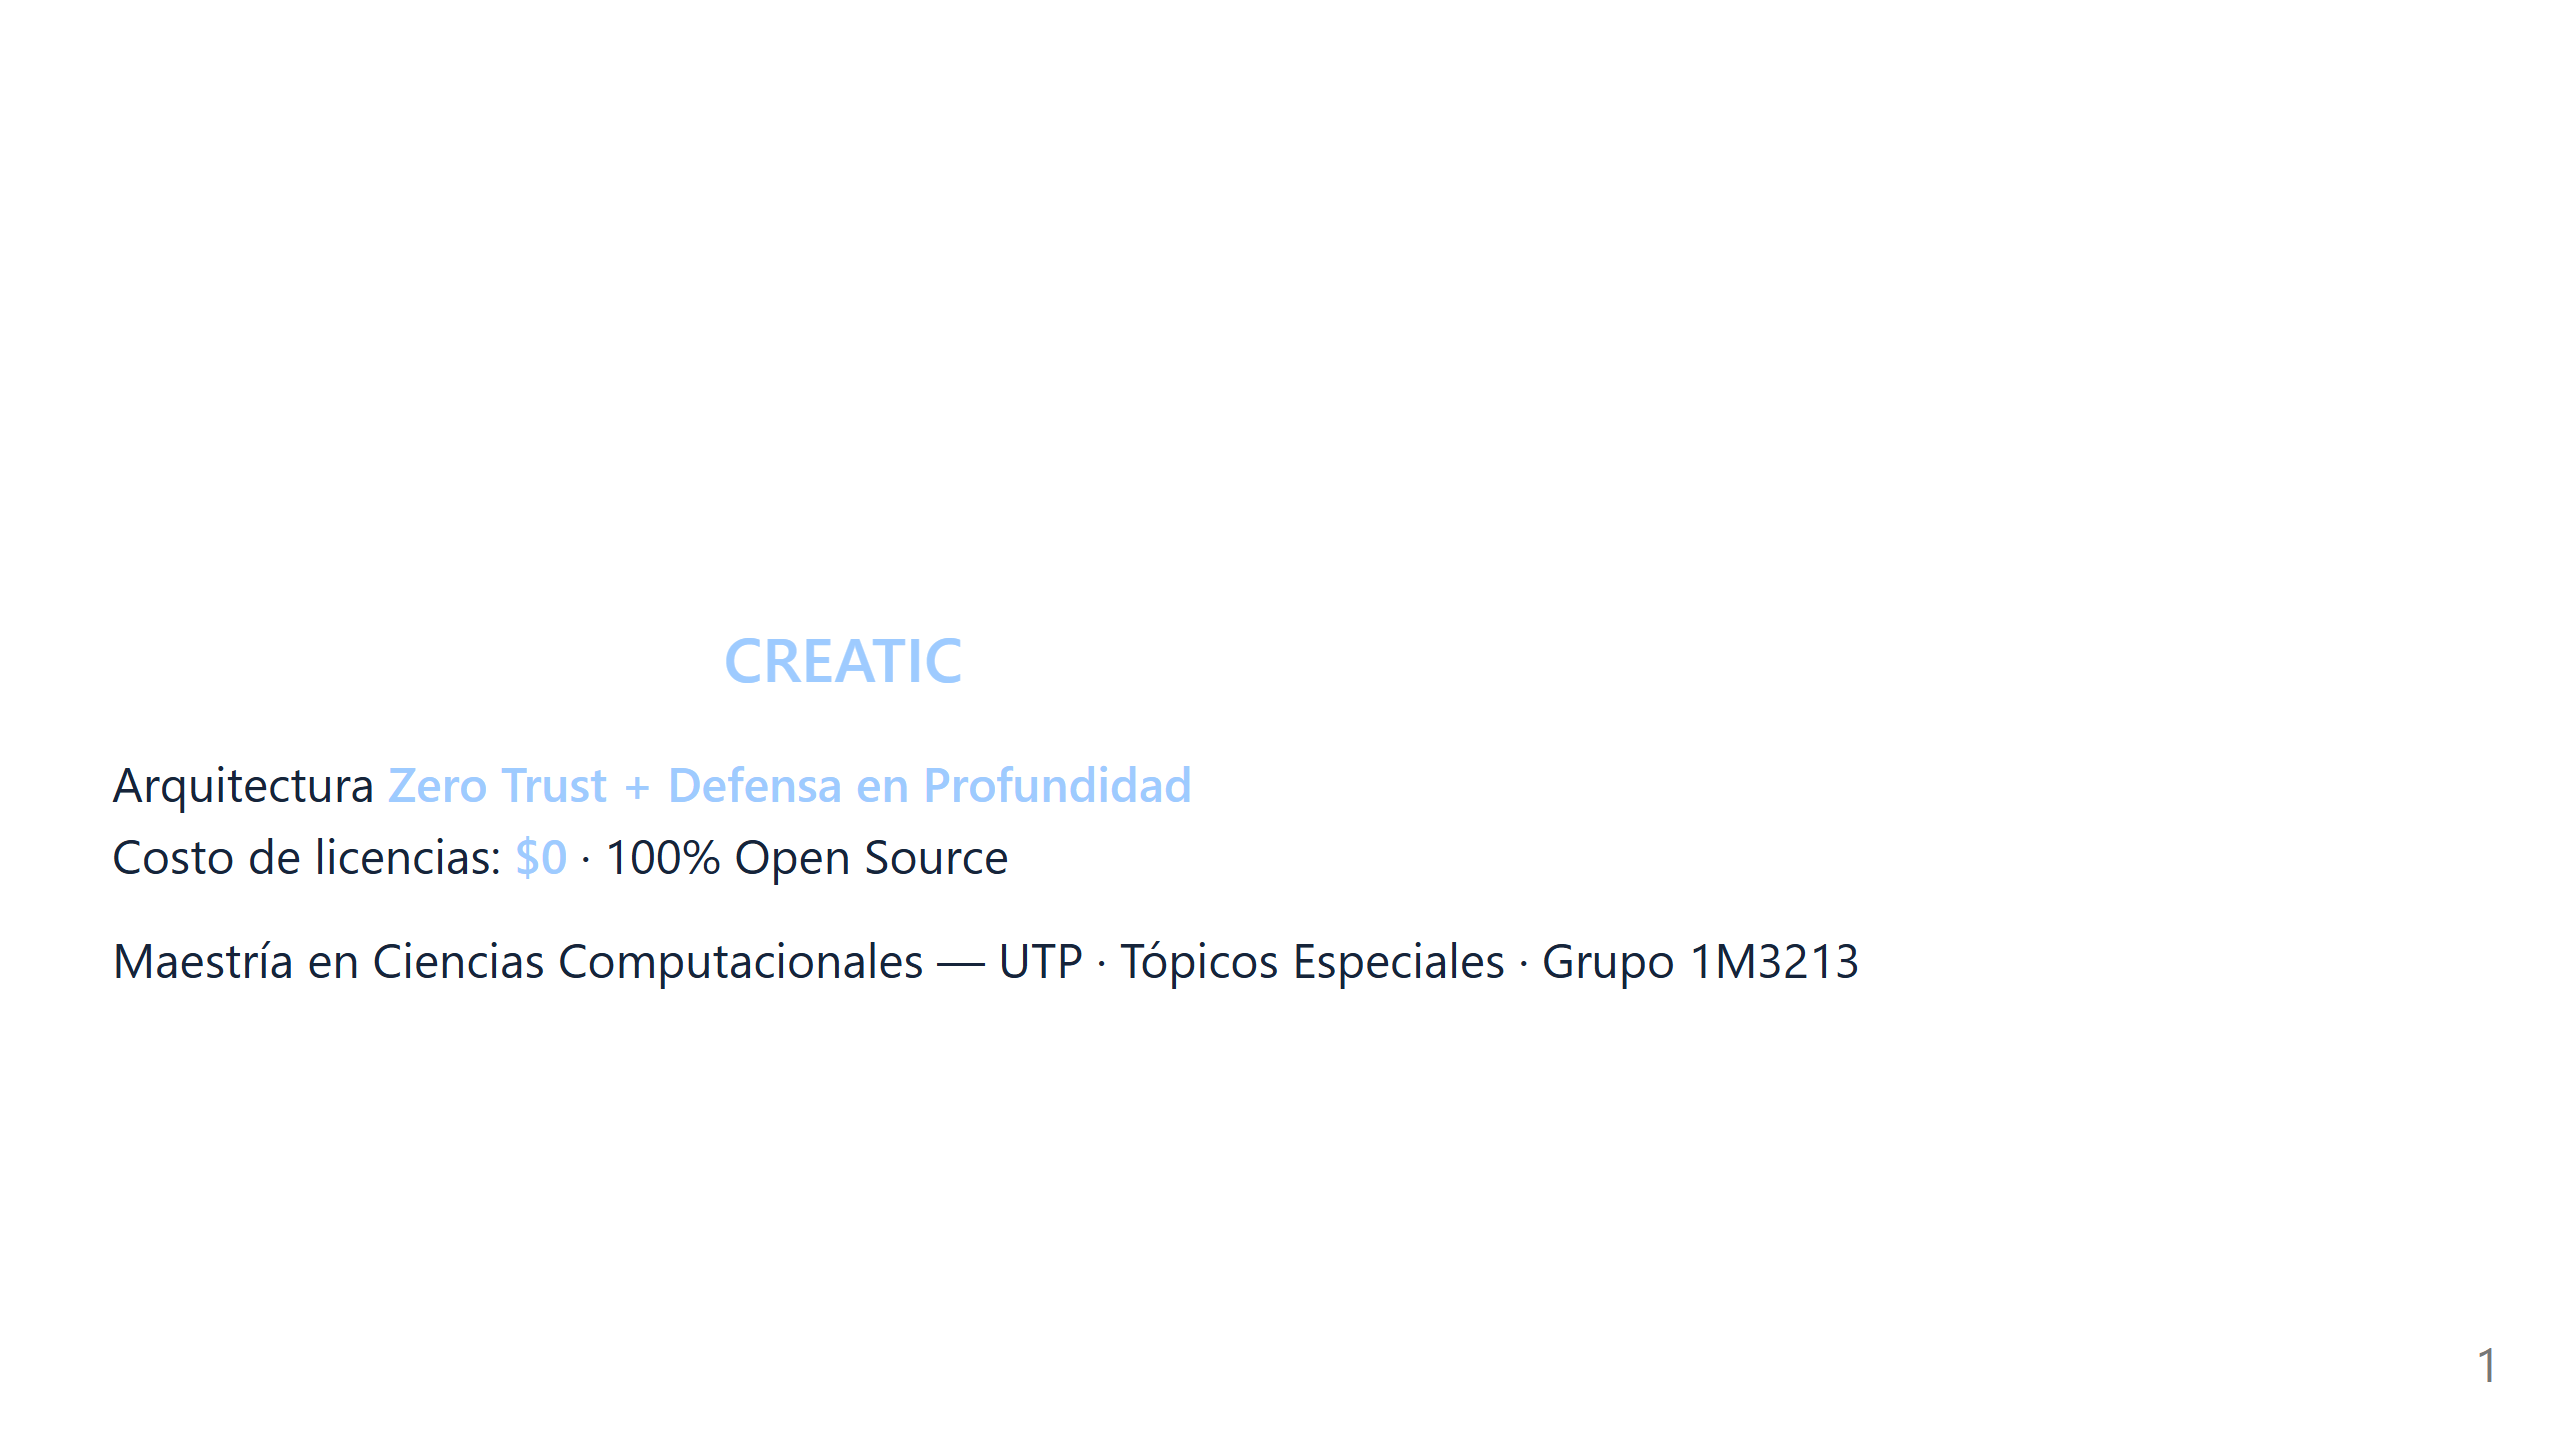 CREATIC
Arquitectura Zero Trust + Defensa en Profundidad
Costo de licencias: $0 · 100% Open Source
Maestría en Ciencias Computacionales — UTP · Tópicos Especiales · Grupo 1M3213
1